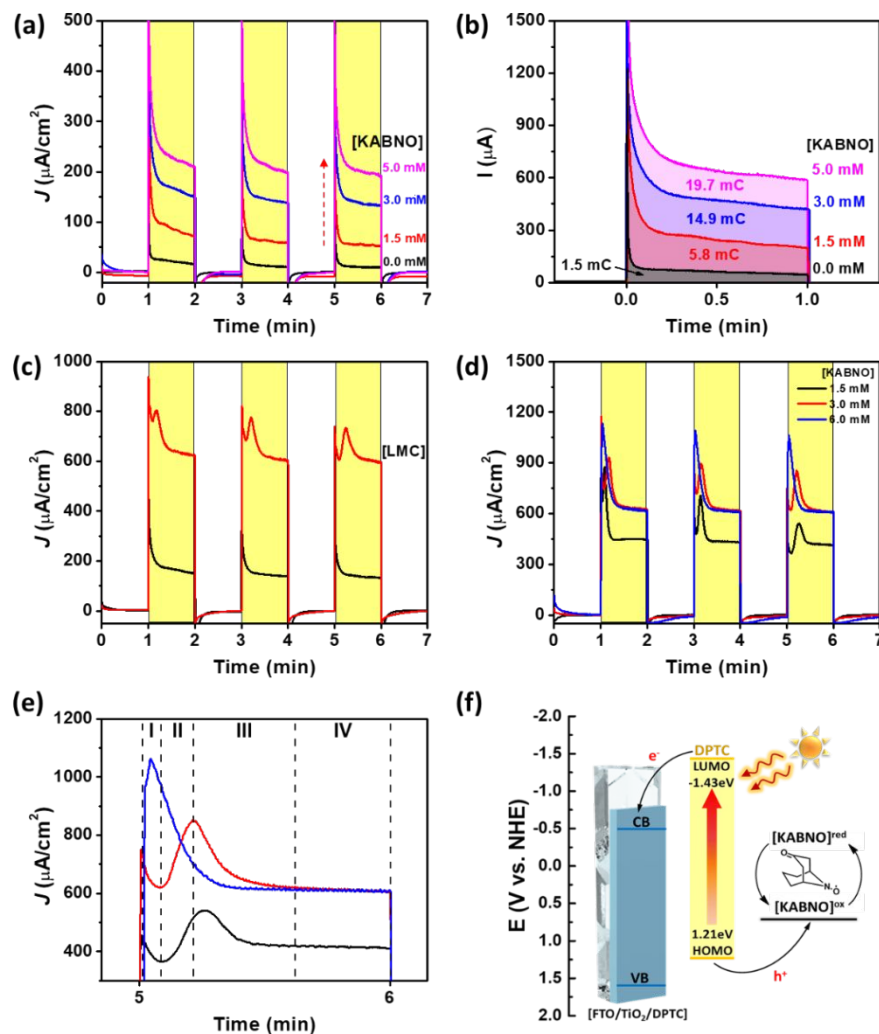 (a)
500
400
300
200
100
0
J (μA/cm²)
[KABNO]
5.0 mM
3.0 mM
1.5 mM
0.0 mM
0 1 2 3 4 5 6 7
Time (min)
(b)
1500
1200
900
600
300
0
I (μA)
[KABNO]
5.0 mM
3.0 mM
1.5 mM
0.0 mM
19.7 mC
14.9 mC
5.8 mC
1.5 mC
0.0 0.5 1.0
Time (min)
(c)
1000
800
600
400
200
0
J (μA/cm²)
[LMC]
0 1 2 3 4 5 6 7
Time (min)
(d)
1500
1200
900
600
300
0
J (μA/cm²)
[KABNO]
1.5 mM
3.0 mM
6.0 mM
0 1 2 3 4 5 6 7
Time (min)
(e)
1200
1000
800
600
400
J (μA/cm²)
I II III IV
5 6
Time (min)
(f)
-2.0
-1.5
-1.0
-0.5
0.0
0.5
1.0
1.5
2.0
E (V vs. NHE)
e⁻
DPTC
LUMO
-1.43eV
CB
VB
1.21eV
HOMO
h⁺
[KABNO]ʳᵉᵈ
O
N
O
[KABNO]ᵒˣ
[FTO/TiO₂/DPTC]